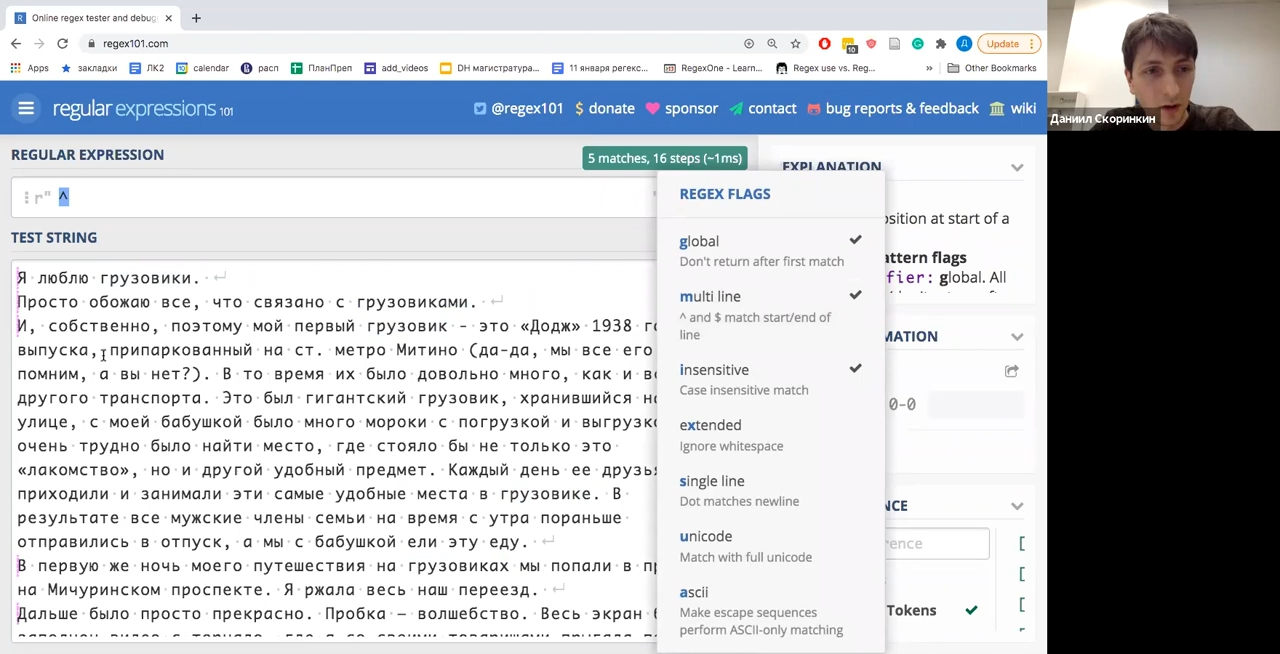 Online regex tester and debug
regex101.com
Update
Apps
закладки
ЛК2
calendar
расп
ПланПреп
add_videos
DH магистратура...
11 января регекс...
RegexOne - Learn...
Regex use vs. Reg...
»
Other Bookmarks
regular expressions 101
@regex101
$ donate
sponsor
contact
bug reports & feedback
wiki
Даниил Скоринкин
REGULAR EXPRESSION
5 matches, 16 steps (~1ms)
EXPLANATION
r" ^
REGEX FLAGS
osition at start of a
TEST STRING
global
Don't return after first match
attern flags
fier: global. All
Я люблю грузовики.
Просто обожаю все, что связано с грузовиками.
И, собственно, поэтому мой первый грузовик - это «Додж» 1938 го
выпуска, припаркованный на ст. метро Митино (да-да, мы все его
помним, а вы нет?). В то время их было довольно много, как и вс
другого транспорта. Это был гигантский грузовик, хранившийся на
улице, с моей бабушкой было много мороки с погрузкой и выгрузко
очень трудно было найти место, где стояло бы не только это
«лакомство», но и другой удобный предмет. Каждый день ее друзья
приходили и занимали эти самые удобные места в грузовике. В
результате все мужские члены семьи на время с утра пораньше
отправились в отпуск, а мы с бабушкой ели эту еду.
В первую же ночь моего путешествия на грузовиках мы попали в пр
на Мичуринском проспекте. Я ржала весь наш переезд.
Дальше было просто прекрасно. Пробка – волшебство. Весь экран б
multi line
^ and $ match start/end of
line
insensitive
Case insensitive match
extended
Ignore whitespace
single line
Dot matches newline
unicode
Match with full unicode
ascii
Make escape sequences
perform ASCII-only matching
MATION
0-0
NCE
erence
Tokens